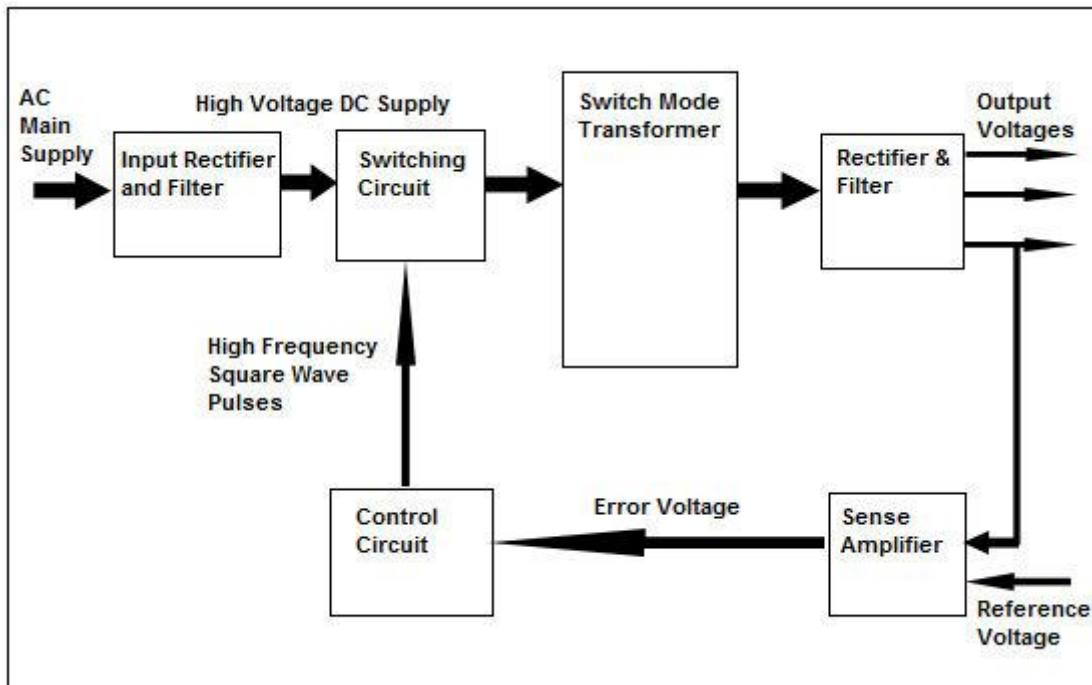 AC
Main
Supply
High Voltage DC Supply
Input Rectifier
and Filter
Switching
Circuit
Switch Mode
Transformer
Rectifier &
Filter
Output
Voltages
High Frequency
Square Wave
Pulses
Control
Circuit
Error Voltage
Sense
Amplifier
Reference
Voltage